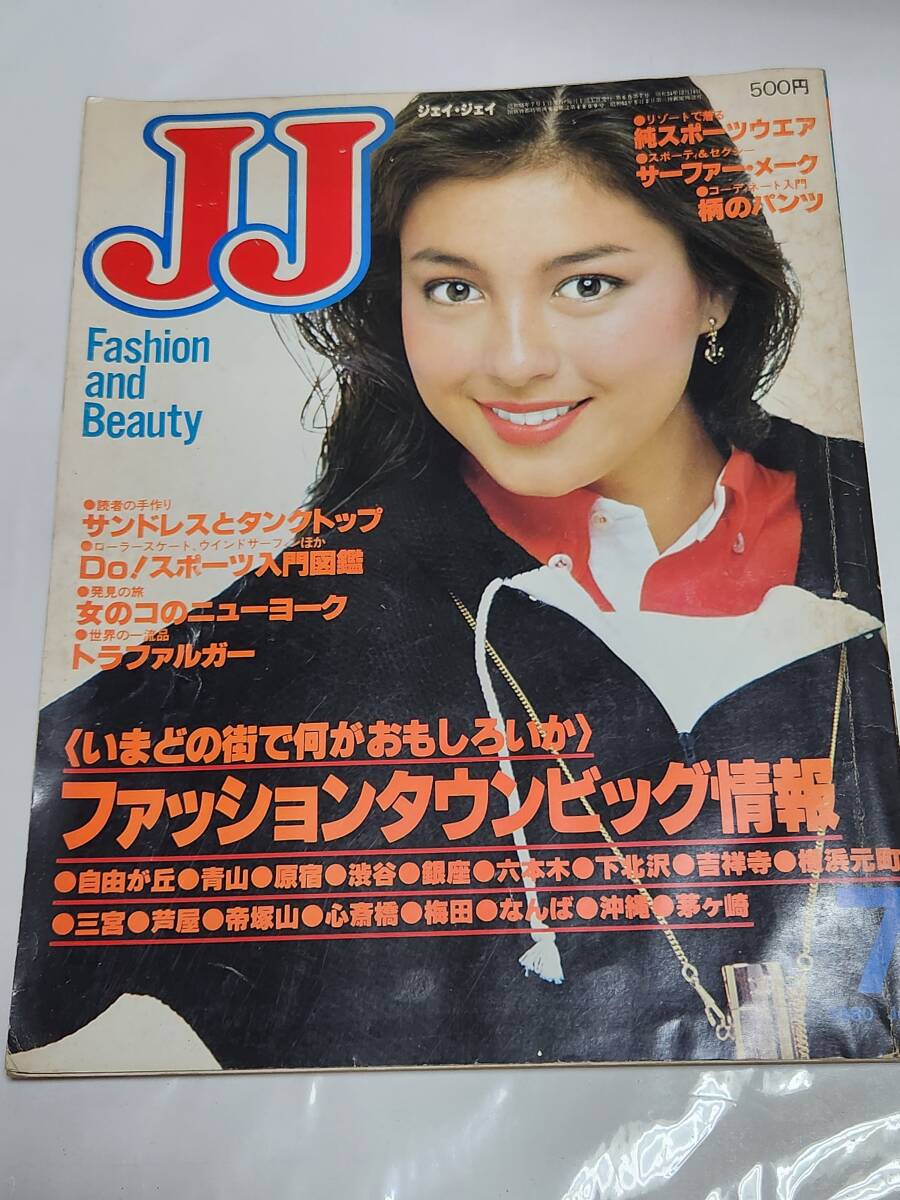 500円
ジェイ・ジェイ
JJ
Fashion
and
Beauty
●リゾートで着る
純スポーツウエア
●スポーティ&セクシー
サーファー・メーク
●コーディネート入門
柄のパンツ
●読者の手作り
サンドレスとタンクトップ
●ローラースケート、ウインドサーフィンほか
Do!スポーツ入門図鑑
●発見の旅
女のコのニューヨーク
●世界の一流品
トラファルガー
〈いまどの街で何がおもしろいか〉
ファッションタウンビッグ情報
●自由が丘●青山●原宿●渋谷●銀座●六本木●下北沢●吉祥寺●横浜元町
●三宮●芦屋●帝塚山●心斎橋●梅田●なんば●沖縄●茅ヶ崎
7